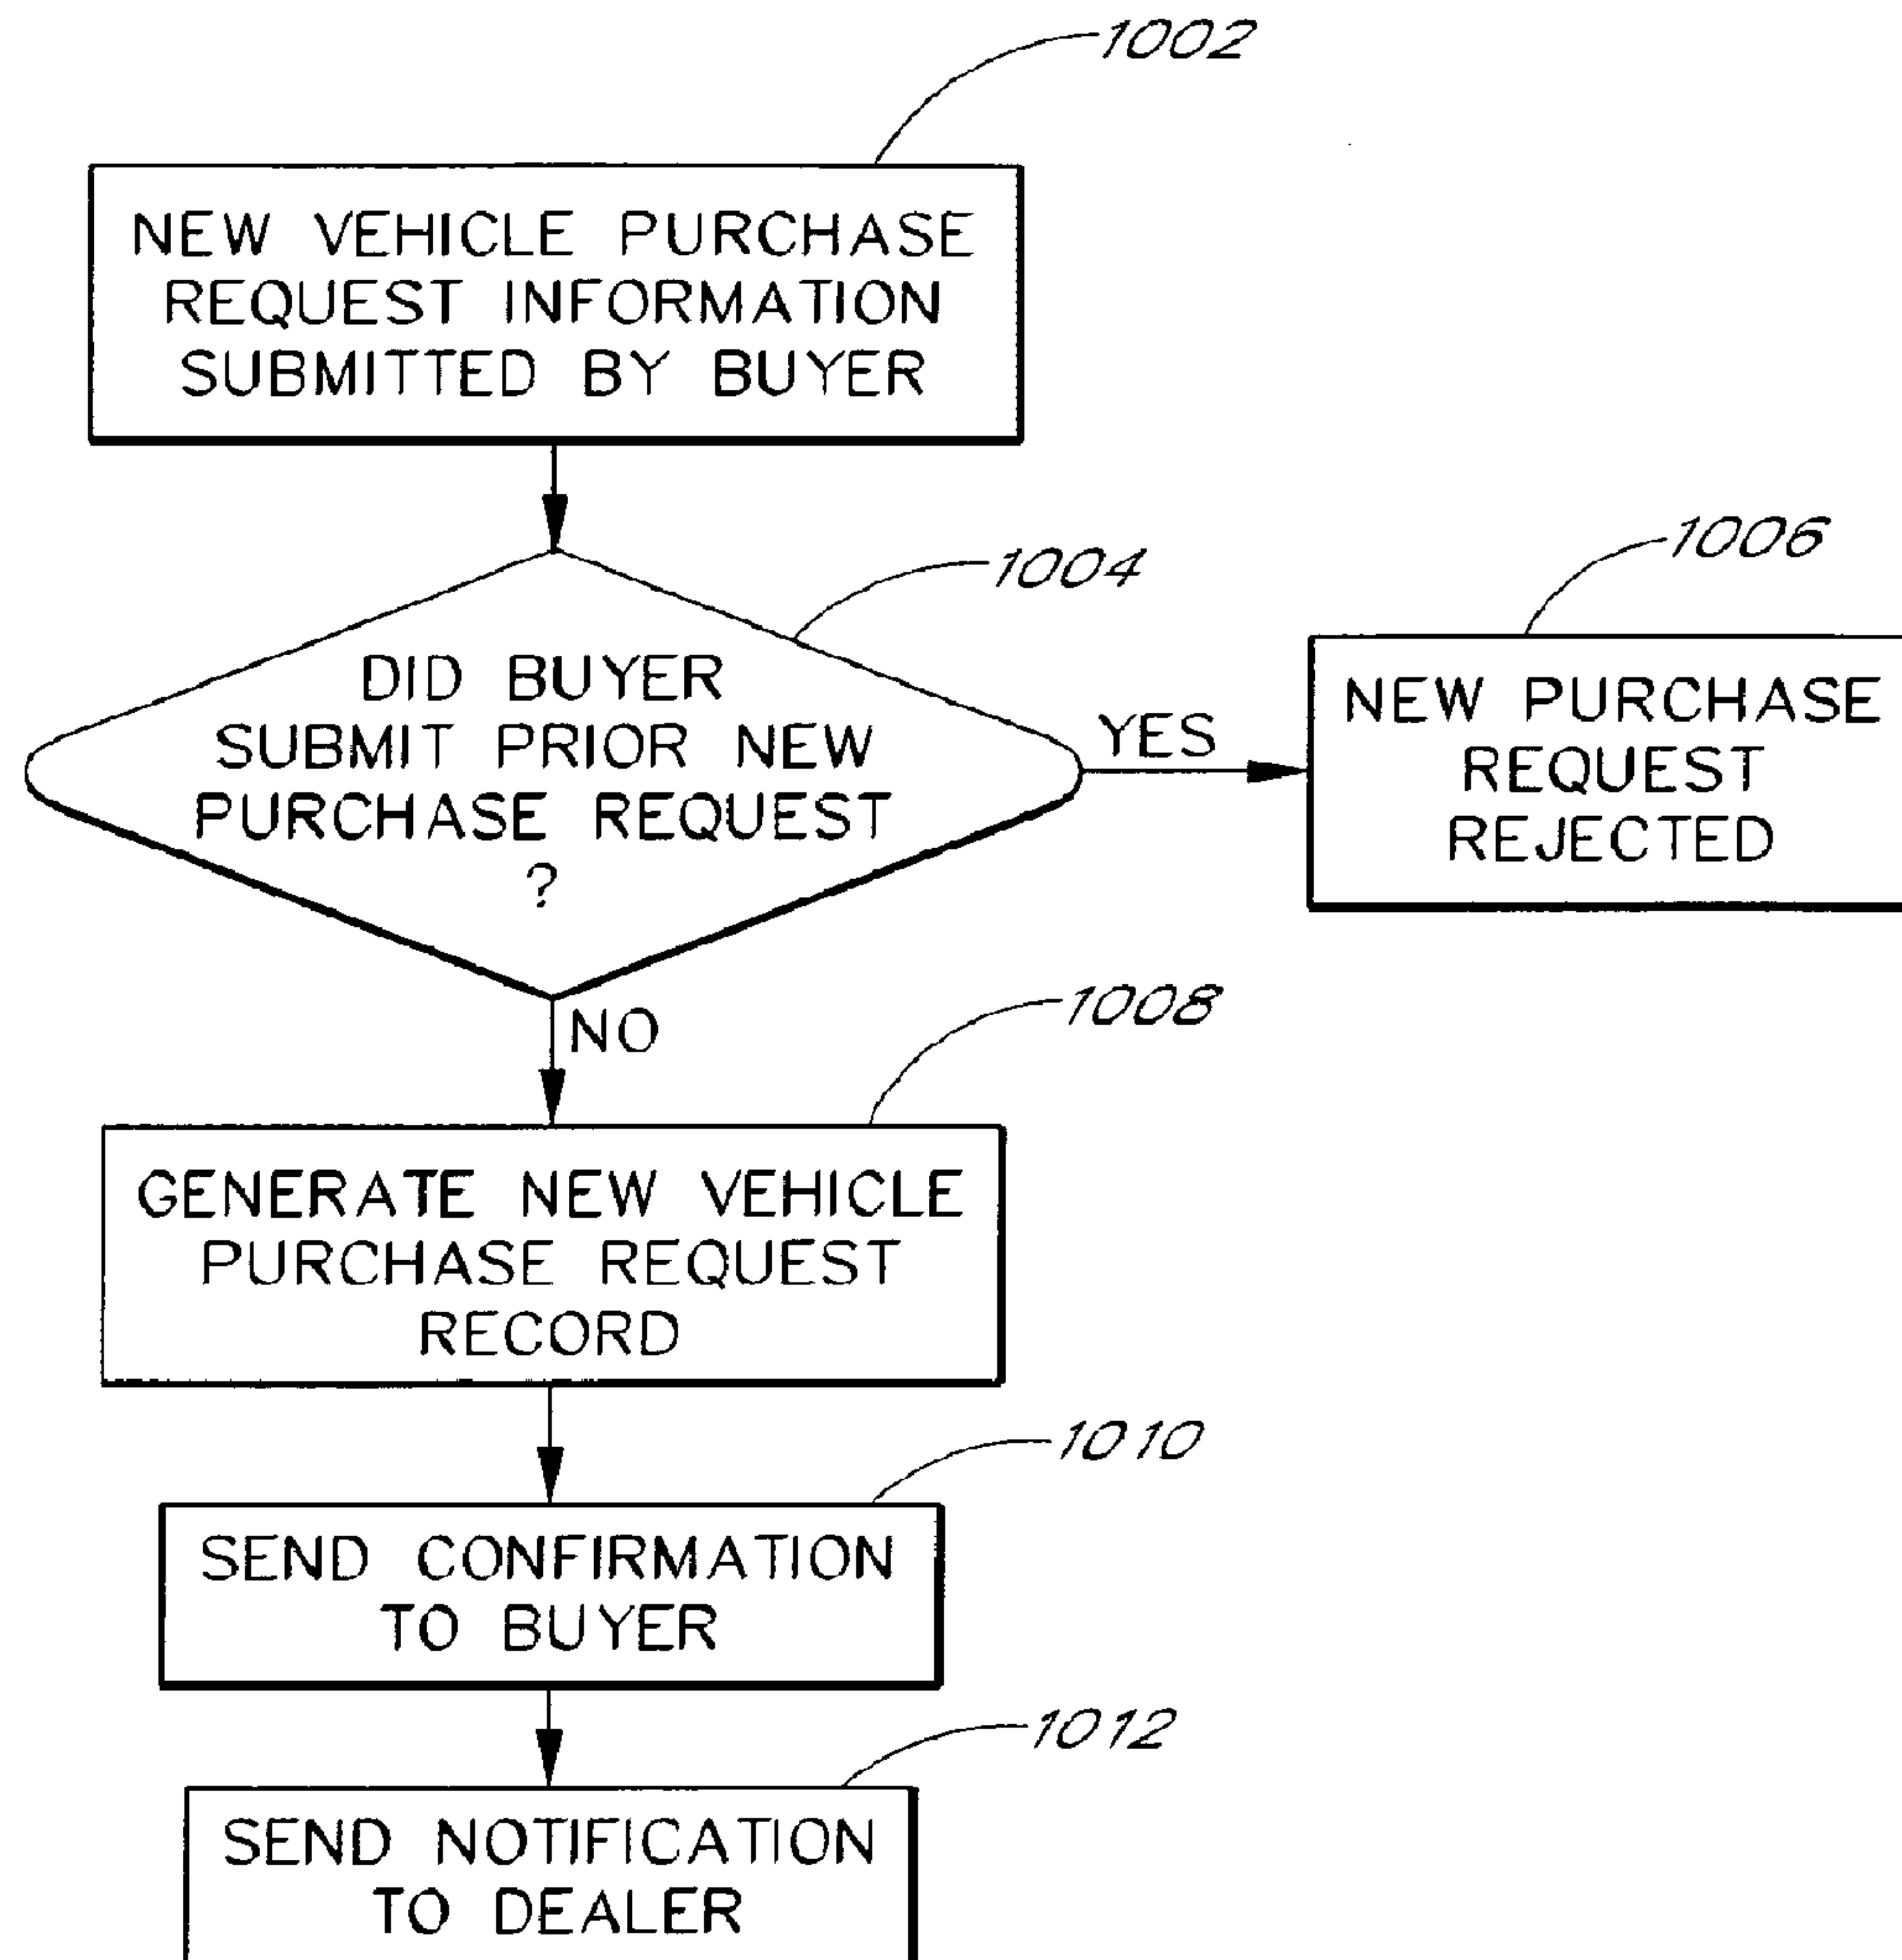 1002
NEW VEHICLE PURCHASE
REQUEST INFORMATION
SUBMITTED BY BUYER
1004
DID BUYER
SUBMIT PRIOR NEW
PURCHASE REQUEST
?
YES
1006
NEW PURCHASE
REQUEST
REJECTED
NO
1008
GENERATE NEW VEHICLE
PURCHASE REQUEST
RECORD
1010
SEND CONFIRMATION
TO BUYER
1012
SEND NOTIFICATION
TO DEALER